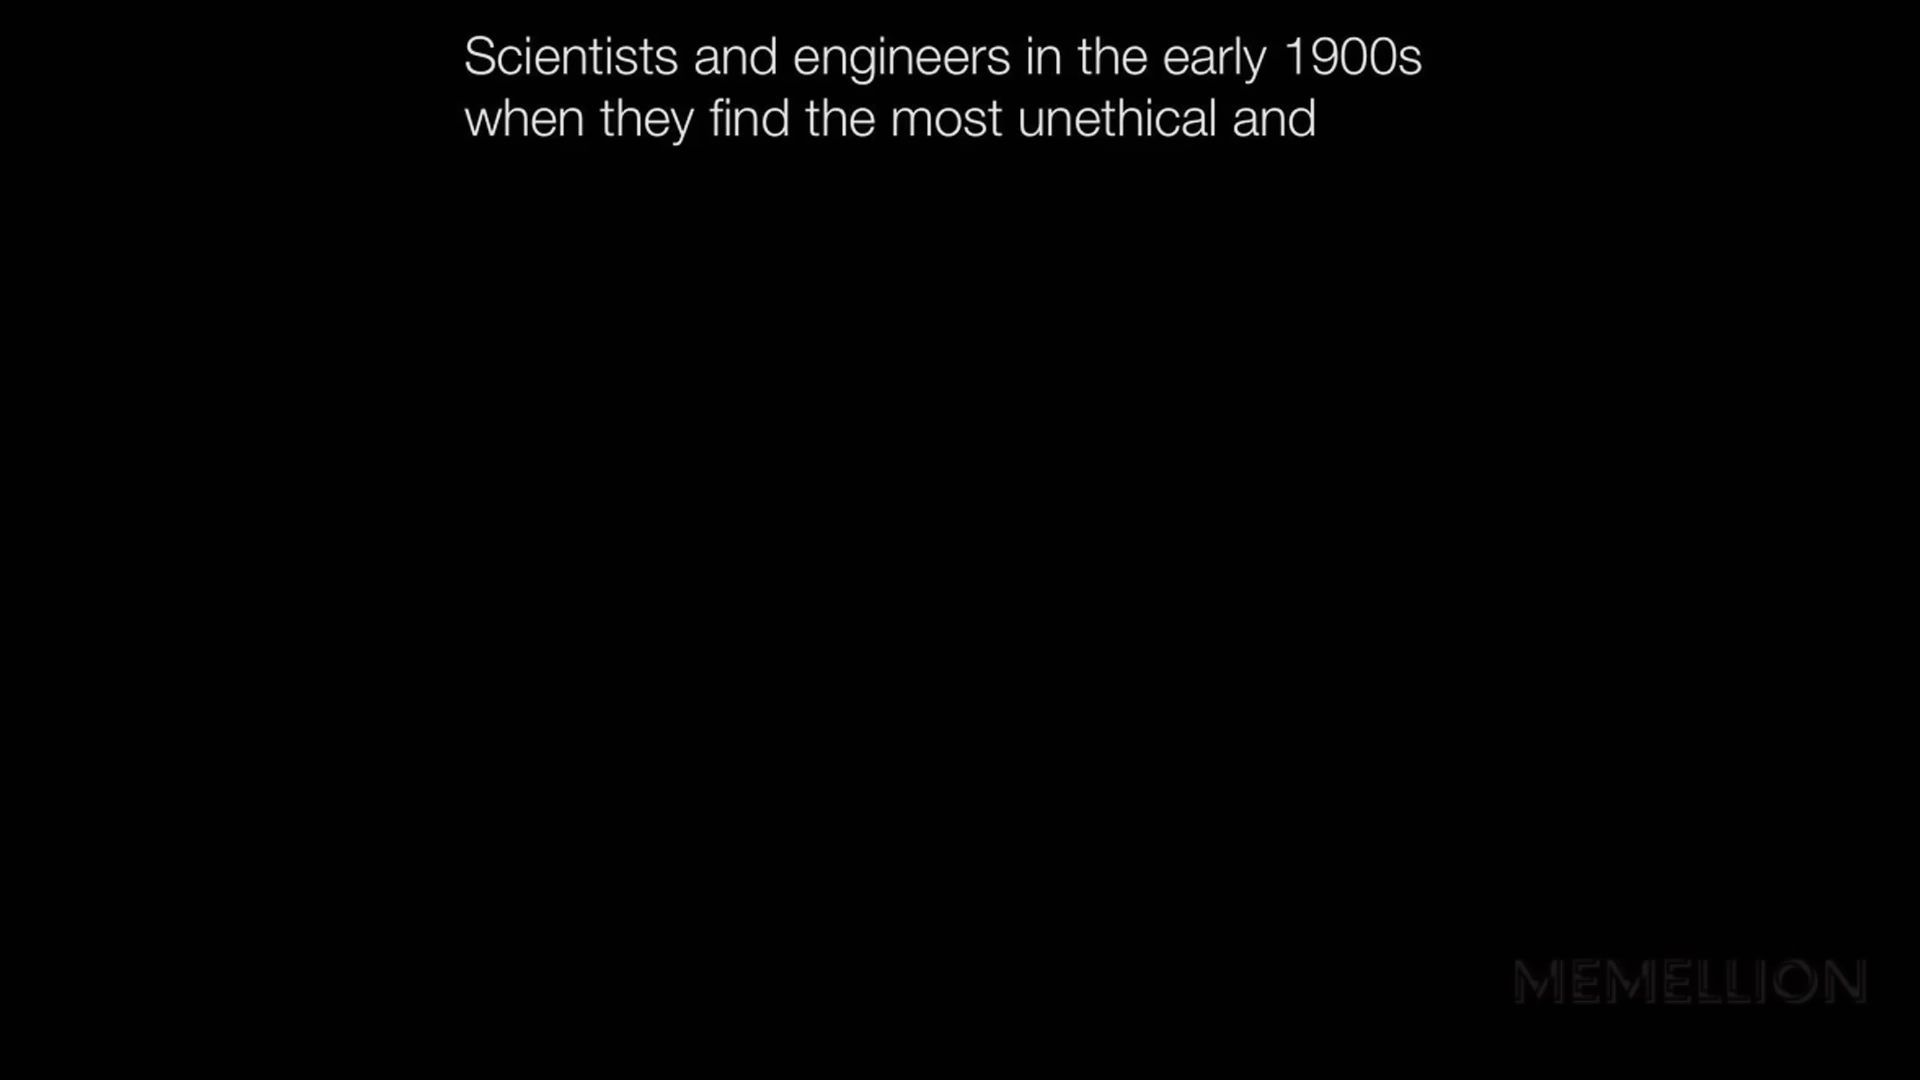 Scientists and engineers in the early 1900s
when they find the most unethical and
MEMELLION